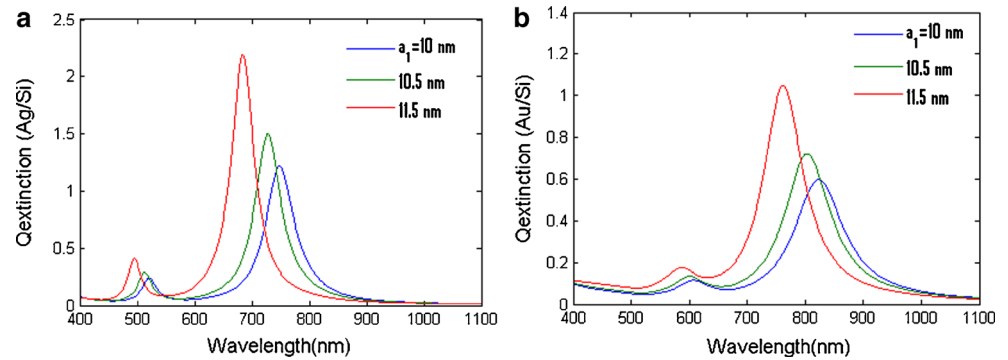 a
Qextinction (Ag/Si)
2.5
2
1.5
1
0.5
0
400 500 600 700 800 900 1000 1100
Wavelength(nm)
a₁=10 nm
10.5 nm
11.5 nm
b
Qextinction (Au/Si)
1.4
1.2
1
0.8
0.6
0.4
0.2
0
400 500 600 700 800 900 1000 1100
Wavelength(nm)
a₁=10 nm
10.5 nm
11.5 nm